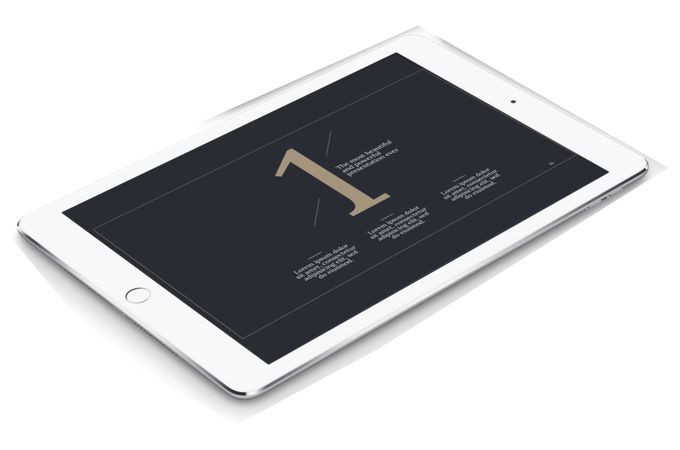 1
The most beautiful
and powerful
presentation ever
Lorem ipsum dolor
sit amet, consectetur
adipiscing elit, sed
do eiusmod.
Lorem ipsum dolor
sit amet, consectetur
adipiscing elit, sed
do eiusmod.
Lorem ipsum dolor
sit amet, consectetur
adipiscing elit, sed
do eiusmod.